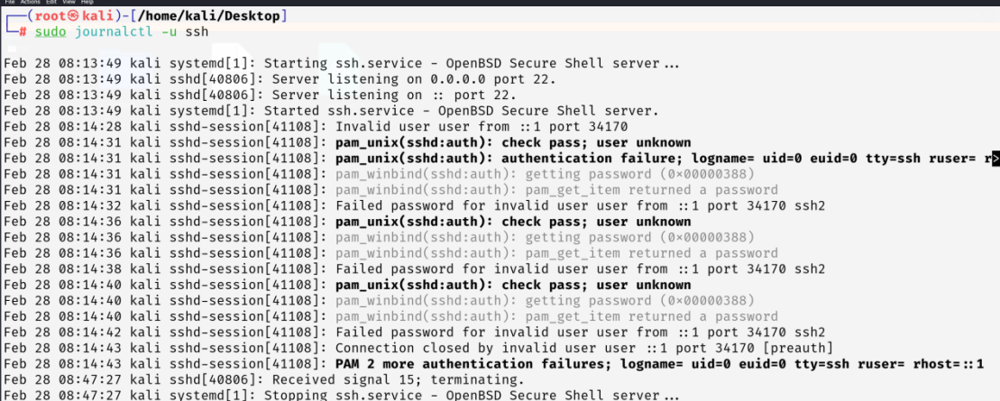 File Actions Edit View Help
┌──(root㉿kali)-[/home/kali/Desktop]
└─# sudo journalctl -u ssh
Feb 28 08:13:49 kali systemd[1]: Starting ssh.service - OpenBSD Secure Shell server...
Feb 28 08:13:49 kali sshd[40806]: Server listening on 0.0.0.0 port 22.
Feb 28 08:13:49 kali sshd[40806]: Server listening on :: port 22.
Feb 28 08:13:49 kali systemd[1]: Started ssh.service - OpenBSD Secure Shell server.
Feb 28 08:14:28 kali sshd-session[41108]: Invalid user user from ::1 port 34170
Feb 28 08:14:31 kali sshd-session[41108]: pam_unix(sshd:auth): check pass; user unknown
Feb 28 08:14:31 kali sshd-session[41108]: pam_unix(sshd:auth): authentication failure; logname= uid=0 euid=0 tty=ssh ruser= r>
Feb 28 08:14:31 kali sshd-session[41108]: pam_winbind(sshd:auth): getting password (0x00000388)
Feb 28 08:14:31 kali sshd-session[41108]: pam_winbind(sshd:auth): pam_get_item returned a password
Feb 28 08:14:32 kali sshd-session[41108]: Failed password for invalid user user from ::1 port 34170 ssh2
Feb 28 08:14:36 kali sshd-session[41108]: pam_unix(sshd:auth): check pass; user unknown
Feb 28 08:14:36 kali sshd-session[41108]: pam_winbind(sshd:auth): getting password (0x00000388)
Feb 28 08:14:36 kali sshd-session[41108]: pam_winbind(sshd:auth): pam_get_item returned a password
Feb 28 08:14:38 kali sshd-session[41108]: Failed password for invalid user user from ::1 port 34170 ssh2
Feb 28 08:14:40 kali sshd-session[41108]: pam_unix(sshd:auth): check pass; user unknown
Feb 28 08:14:40 kali sshd-session[41108]: pam_winbind(sshd:auth): getting password (0x00000388)
Feb 28 08:14:40 kali sshd-session[41108]: pam_winbind(sshd:auth): pam_get_item returned a password
Feb 28 08:14:42 kali sshd-session[41108]: Failed password for invalid user user from ::1 port 34170 ssh2
Feb 28 08:14:43 kali sshd-session[41108]: Connection closed by invalid user user ::1 port 34170 [preauth]
Feb 28 08:14:43 kali sshd-session[41108]: PAM 2 more authentication failures; logname= uid=0 euid=0 tty=ssh ruser= rhost=::1
Feb 28 08:47:27 kali sshd[40806]: Received signal 15; terminating.
Feb 28 08:47:27 kali systemd[1]: Stopping ssh.service - OpenBSD Secure Shell server...